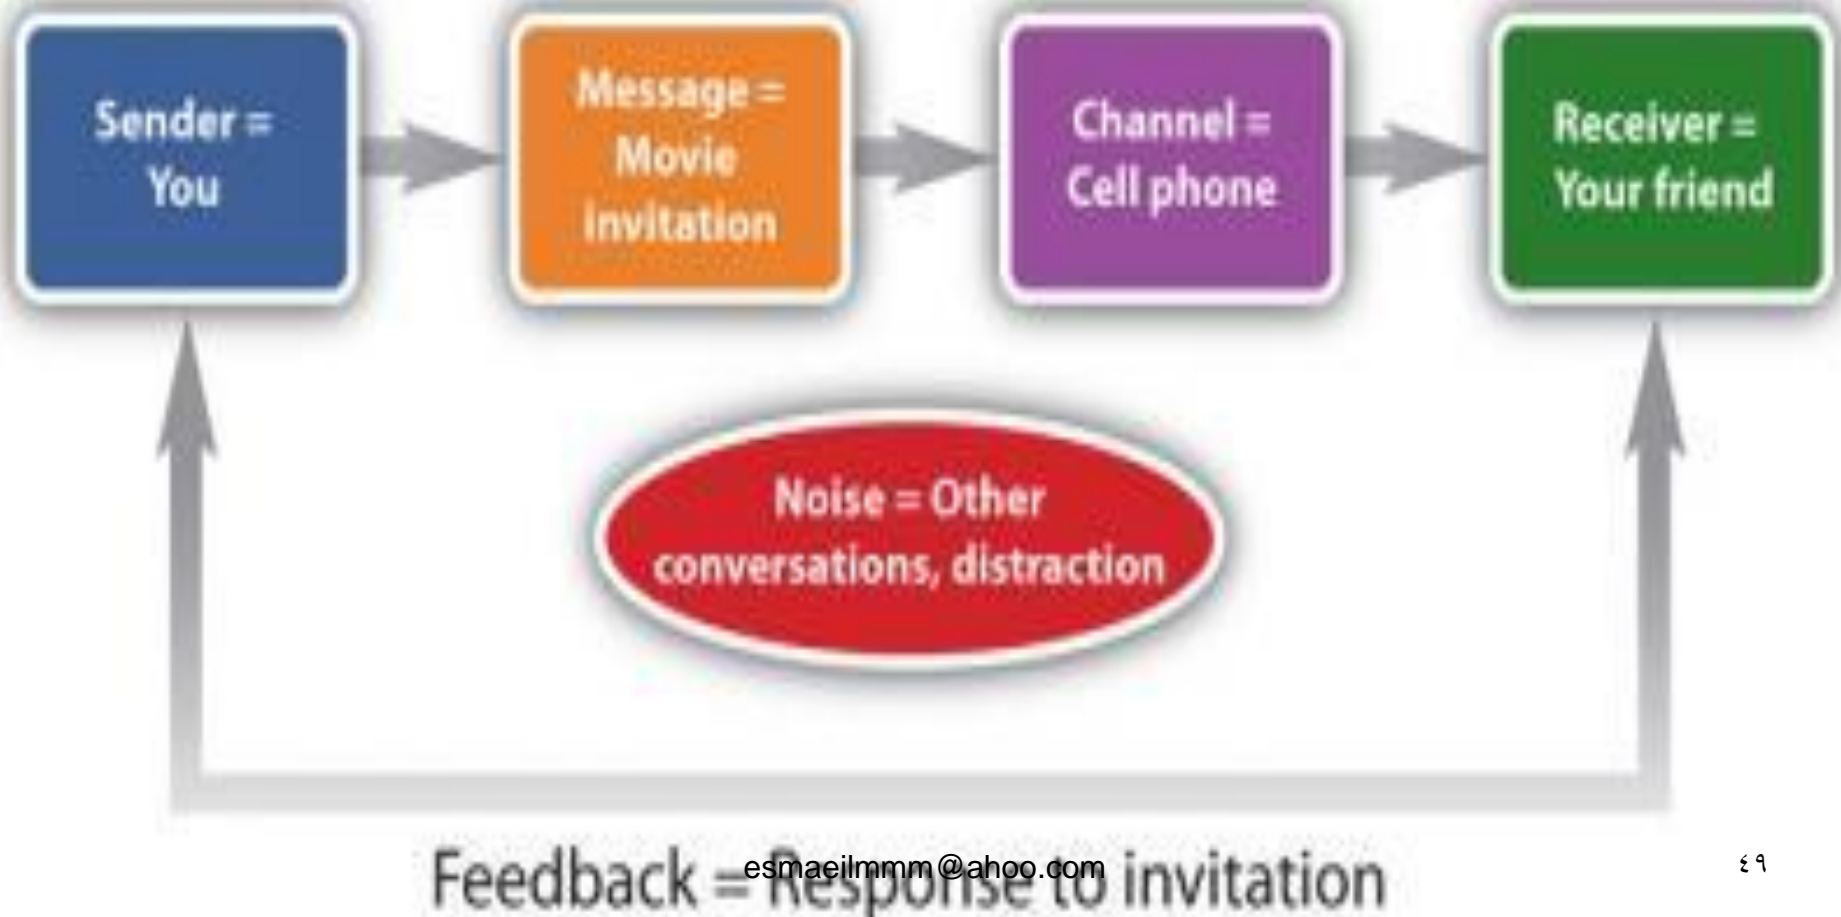 Sender =
You
Message =
Movie
invitation
Channel =
Cell phone
Receiver =
Your friend
Noise = Other
conversations, distraction
Feedback = Response to invitation
esmaeilmmm@ahoo.com
٤٩